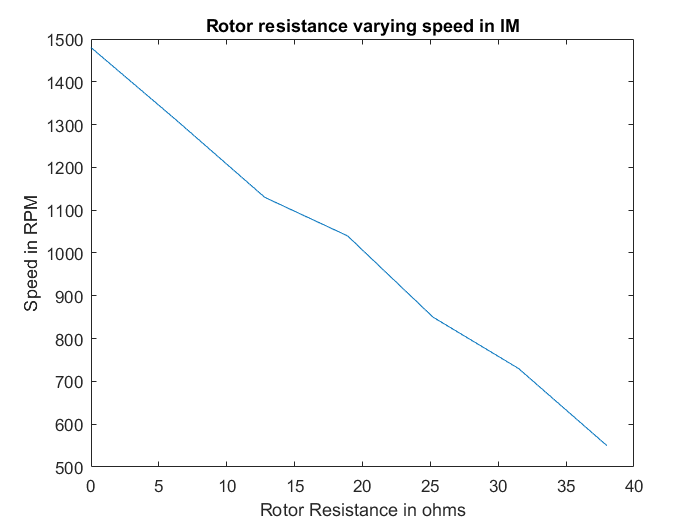 Rotor resistance varying speed in IM
1500
1400
1300
1200
1100
1000
900
800
700
600
500
Speed in RPM
0 5 10 15 20 25 30 35 40
Rotor Resistance in ohms